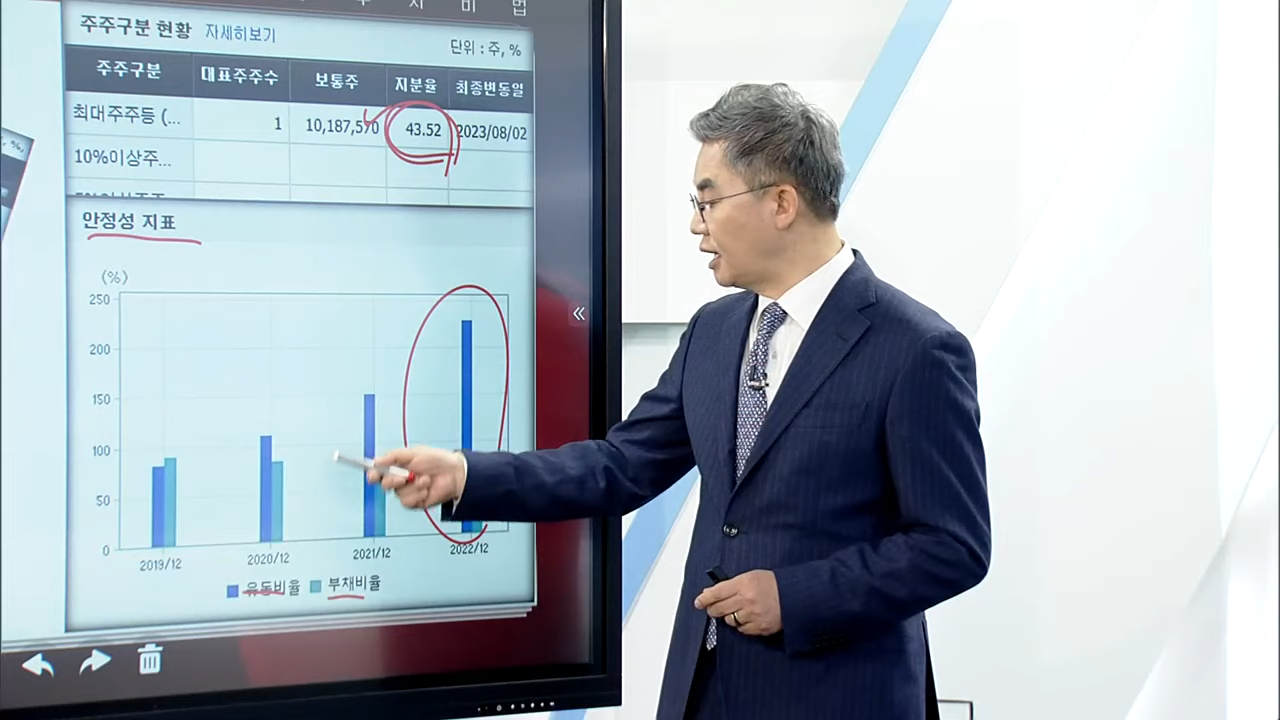 지 비 법
주주구분 현황 자세히보기
단위 : 주, %
주주구분 대표주주수 보통주 지분율 최종변동일
최대주주등 (... 1 10,187,570 43.52 2023/08/02
10%이상주...
안정성 지표
(%)
250
200
150
100
50
0
2019/12 2020/12 2021/12 2022/12
유동비율 부채비율